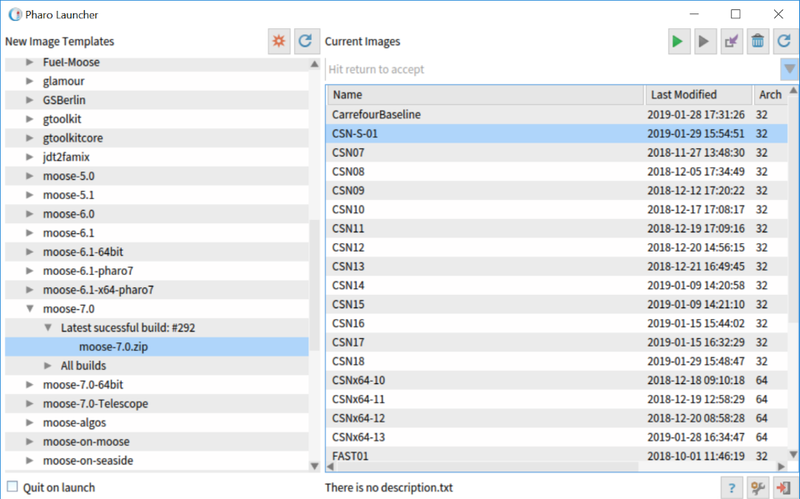 Pharo Launcher
New Image Templates
Fuel-Moose
glamour
GSBerlin
gtoolkit
gtoolkitcore
jdt2famix
moose-5.0
moose-5.1
moose-6.0
moose-6.1
moose-6.1-64bit
moose-6.1-pharo7
moose-6.1-x64-pharo7
moose-7.0
Latest sucessful build: #292
moose-7.0.zip
All builds
moose-7.0-64bit
moose-7.0-Telescope
moose-algos
moose-on-moose
moose-on-seaside
Quit on launch
Current Images
Hit return to accept
Name Last Modified Arch
CarrefourBaseline 2019-01-28 17:31:26 32
CSN-S-01 2019-01-29 15:54:51 32
CSN07 2018-11-27 13:48:30 32
CSN08 2018-12-05 17:34:49 32
CSN09 2018-12-12 17:20:22 32
CSN10 2018-12-17 17:08:17 32
CSN11 2018-12-19 17:09:16 32
CSN12 2018-12-20 14:56:15 32
CSN13 2018-12-21 16:49:45 32
CSN14 2019-01-09 14:20:58 32
CSN15 2019-01-09 14:21:10 32
CSN16 2019-01-15 15:44:02 32
CSN17 2019-01-15 16:32:29 32
CSN18 2019-01-29 15:48:47 32
CSNx64-10 2018-12-18 09:10:18 64
CSNx64-11 2018-12-19 12:58:29 64
CSNx64-12 2018-12-20 08:58:28 64
CSNx64-13 2019-01-28 16:34:47 64
FAST01 2018-10-01 11:46:19 32
There is no description.txt
?